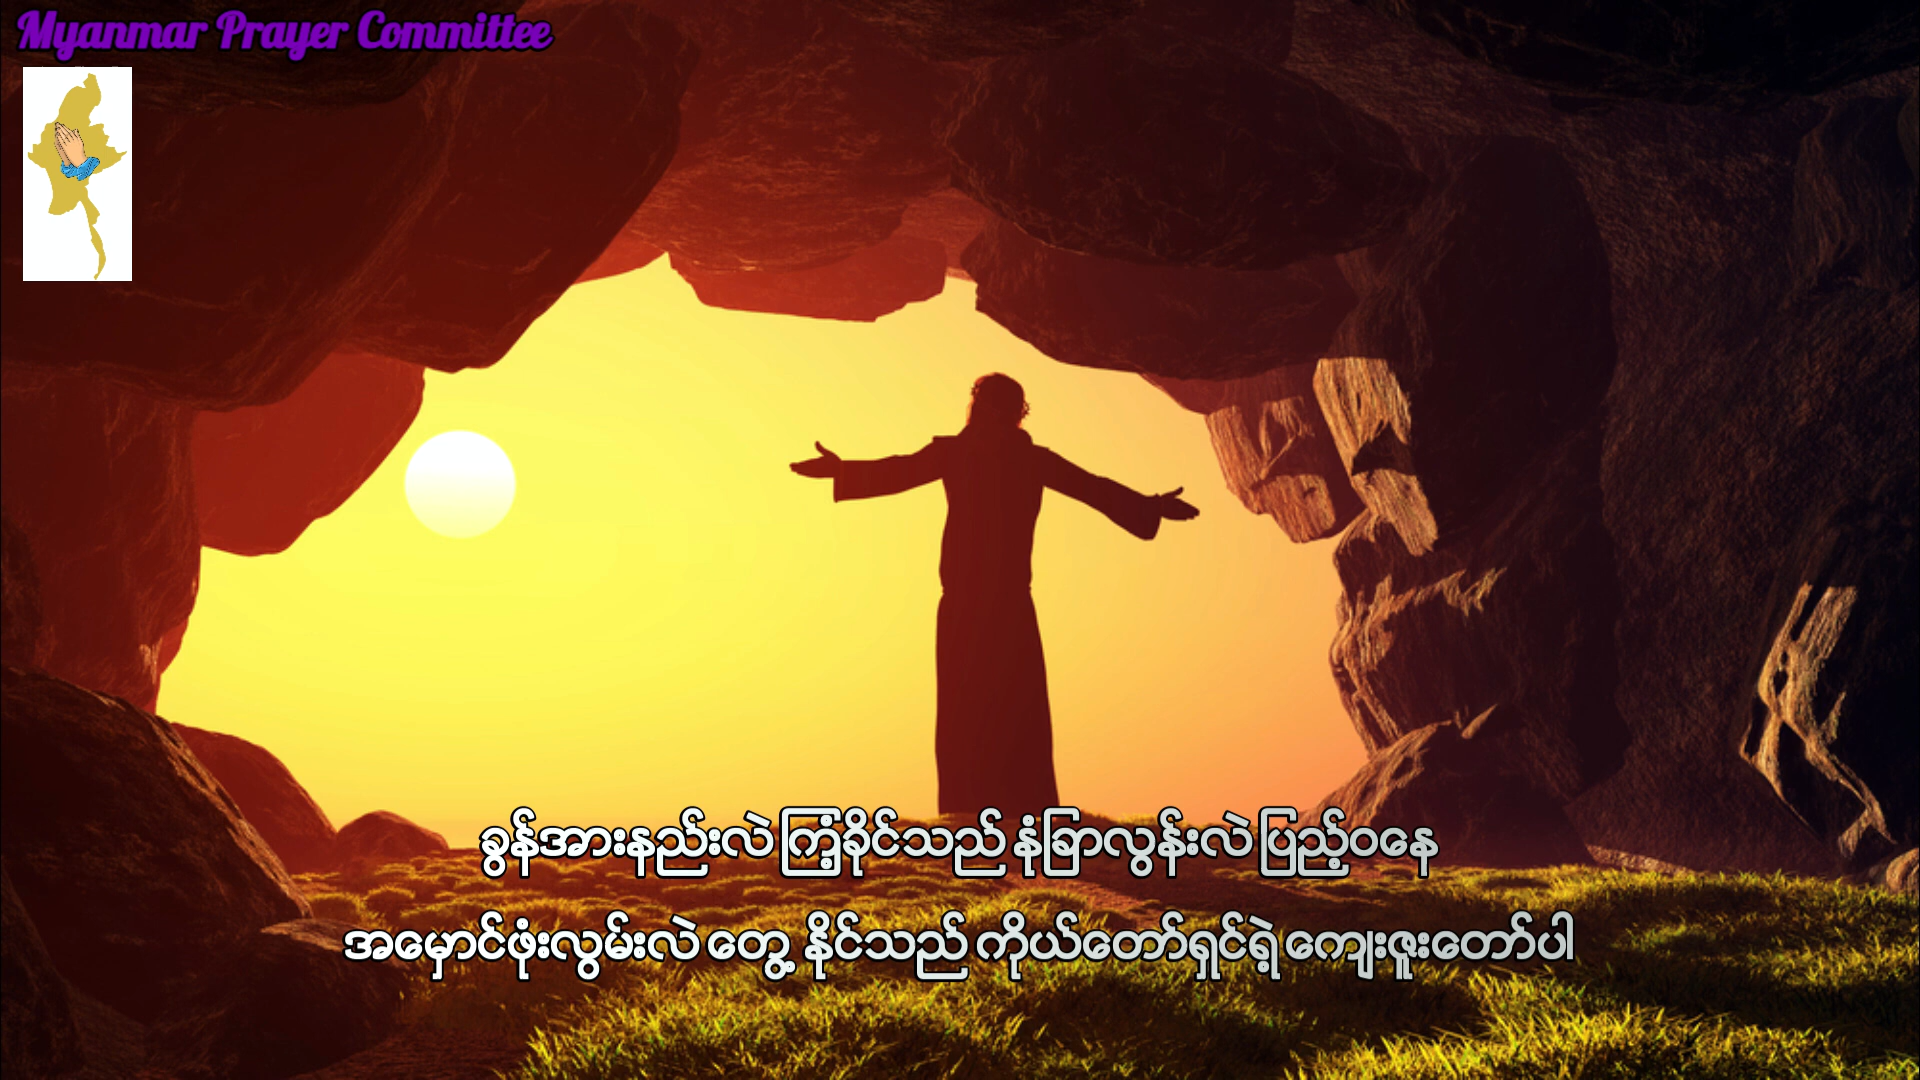 Myanmar Prayer Committee
ခွန်အားနည်းလဲ ကြံ့ခိုင်သည် နုံခြာလွန်းလဲ ပြည့်ဝနေ
အမှောင်ဖုံးလွှမ်းလဲ တွေ့ နိုင်သည် ကိုယ်တော်ရှင်ရဲ့ ကျေးဇူးတော်ပါ